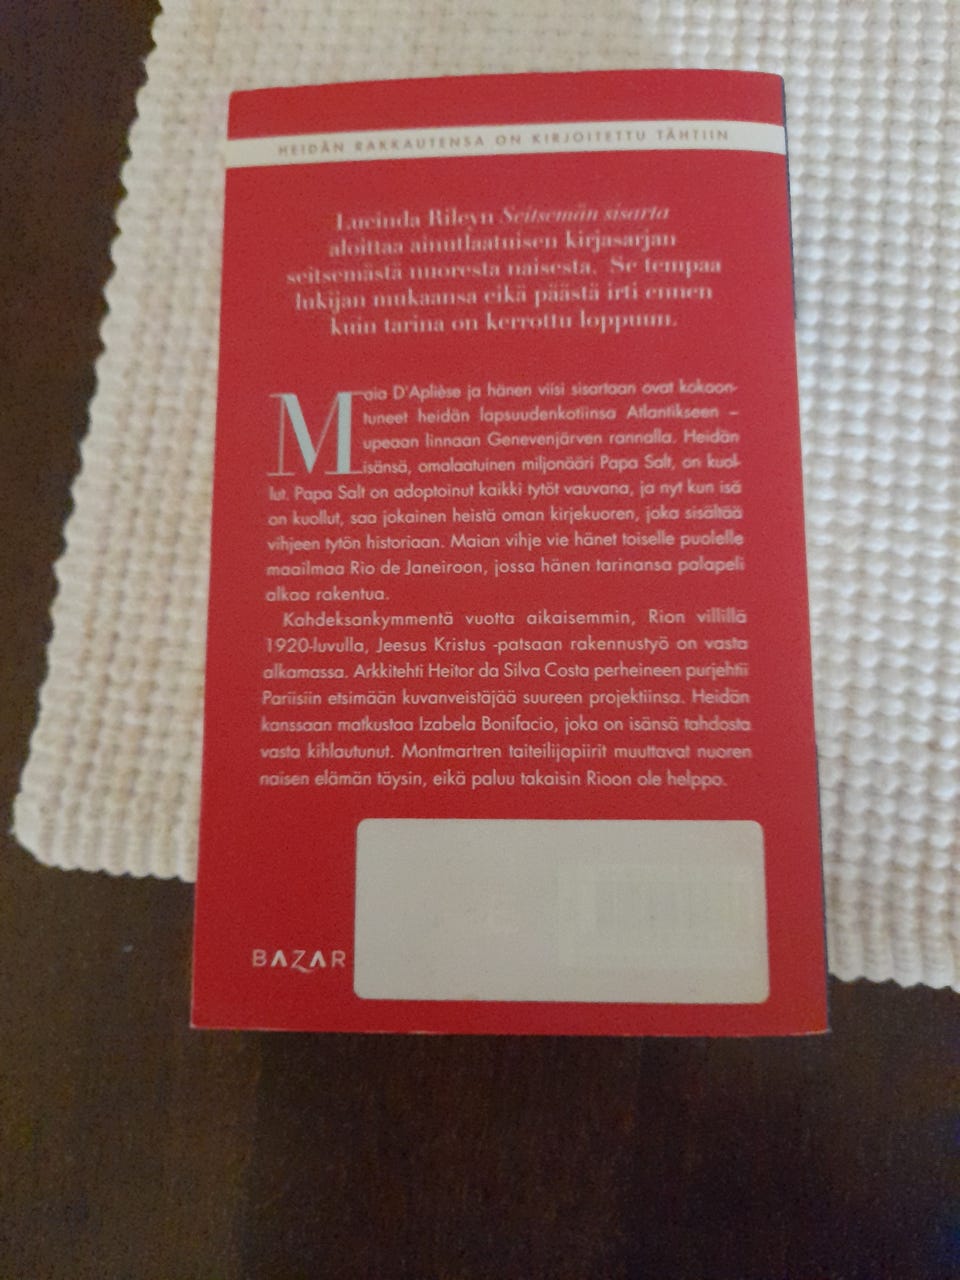 HEIDÄN RAKKAUTENSA ON KIRJOITETTU TÄHTIIN
Lucinda Rileyn Seitsemän sisarta
aloittaa ainutlaatuisen kirjasarjan
seitsemästä nuoresta naisesta. Se tempaa
lukijan mukaansa eikä päästä irti ennen
kuin tarina on kerrottu loppuun.
Maia D'Aplièse ja hänen viisi sisartaan ovat kokoon-
tuneet heidän lapsuudenkotiinsa Atlantikseen –
upeaan linnaan Genevenjärven rannalla. Heidän
isänsä, omalaatuinen miljonääri Papa Salt, on kuol-
lut. Papa Salt on adoptoinut kaikki tytöt vauvana, ja nyt kun isä
on kuollut, saa jokainen heistä oman kirjekuoren, joka sisältää
vihjeen tytön historiaan. Maian vihje vie hänet toiselle puolelle
maailmaa Rio de Janeiroon, jossa hänen tarinansa palapeli
alkaa rakentua.
Kahdeksankymmentä vuotta aikaisemmin, Rion villillä
1920-luvulla, Jeesus Kristus -patsaan rakennustyö on vasta
alkamassa. Arkkitehti Heitor da Silva Costa perheineen purjehtii
Pariisiin etsimään kuvanveistäjää suureen projektiinsa. Heidän
kanssaan matkustaa Izabela Bonifacio, joka on isänsä tahdosta
vasta kihlautunut. Montmartren taiteilijapiirit muuttavat nuoren
naisen elämän täysin, eikä paluu takaisin Rioon ole helppo.
BAZAR